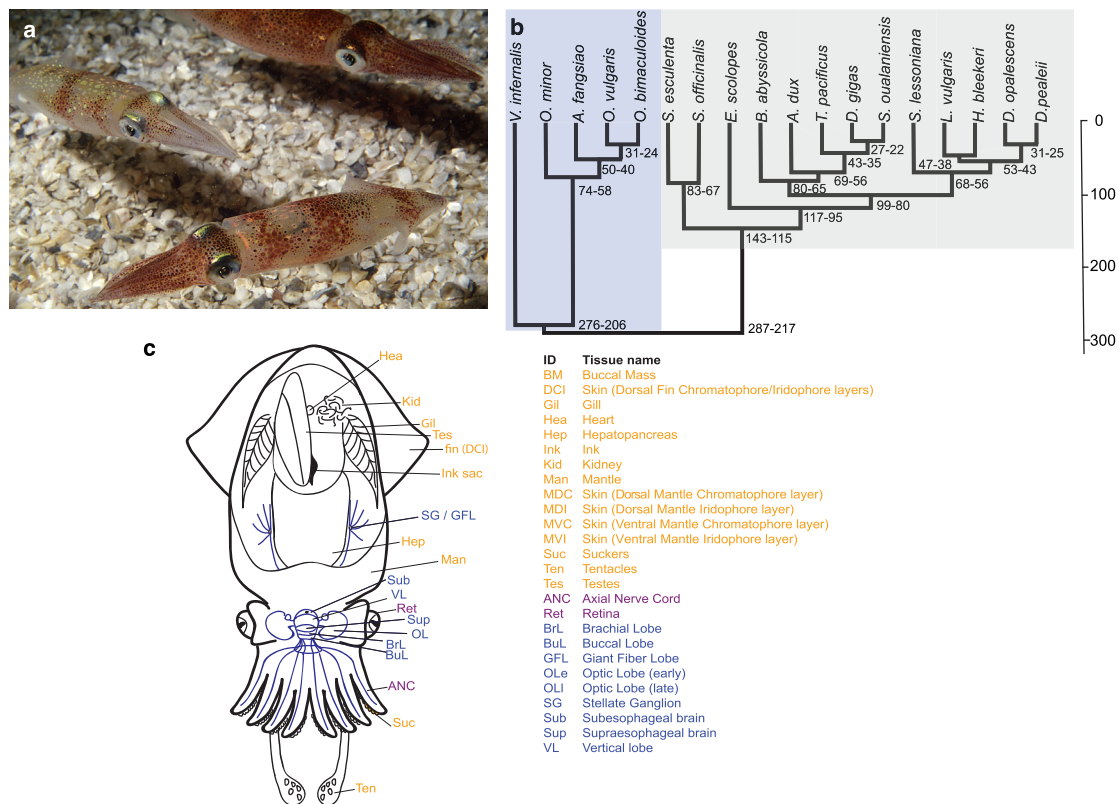 a
b
V. infernalis
O. minor
A. fangsiao
O. vulgaris
O. bimaculoides
S. esculenta
S. officinalis
E. scolopes
B. abyssicola
A. dux
T. pacificus
D. gigas
S. oualaniensis
S. lessoniana
L. vulgaris
H. bleekeri
D. opalescens
D.pealeii
0
100
200
300
31-24
50-40
74-58
83-67
27-22
43-35
69-56
80-65
47-38
31-25
53-43
68-56
99-80
117-95
143-115
276-206
287-217
c
Hea
Kid
Gil
Tes
fin (DCI)
Ink sac
SG / GFL
Hep
Man
Sub
VL
Ret
Sup
OL
BrL
BuL
ANC
Suc
Ten
ID Tissue name
BM Buccal Mass
DCI Skin (Dorsal Fin Chromatophore/Iridophore layers)
Gil Gill
Hea Heart
Hep Hepatopancreas
Ink Ink
Kid Kidney
Man Mantle
MDC Skin (Dorsal Mantle Chromatophore layer)
MDI Skin (Dorsal Mantle Iridophore layer)
MVC Skin (Ventral Mantle Chromatophore layer)
MVI Skin (Ventral Mantle Iridophore layer)
Suc Suckers
Ten Tentacles
Tes Testes
ANC Axial Nerve Cord
Ret Retina
BrL Brachial Lobe
BuL Buccal Lobe
GFL Giant Fiber Lobe
OLe Optic Lobe (early)
OLl Optic Lobe (late)
SG Stellate Ganglion
Sub Subesophageal brain
Sup Supraesophageal brain
VL Vertical lobe